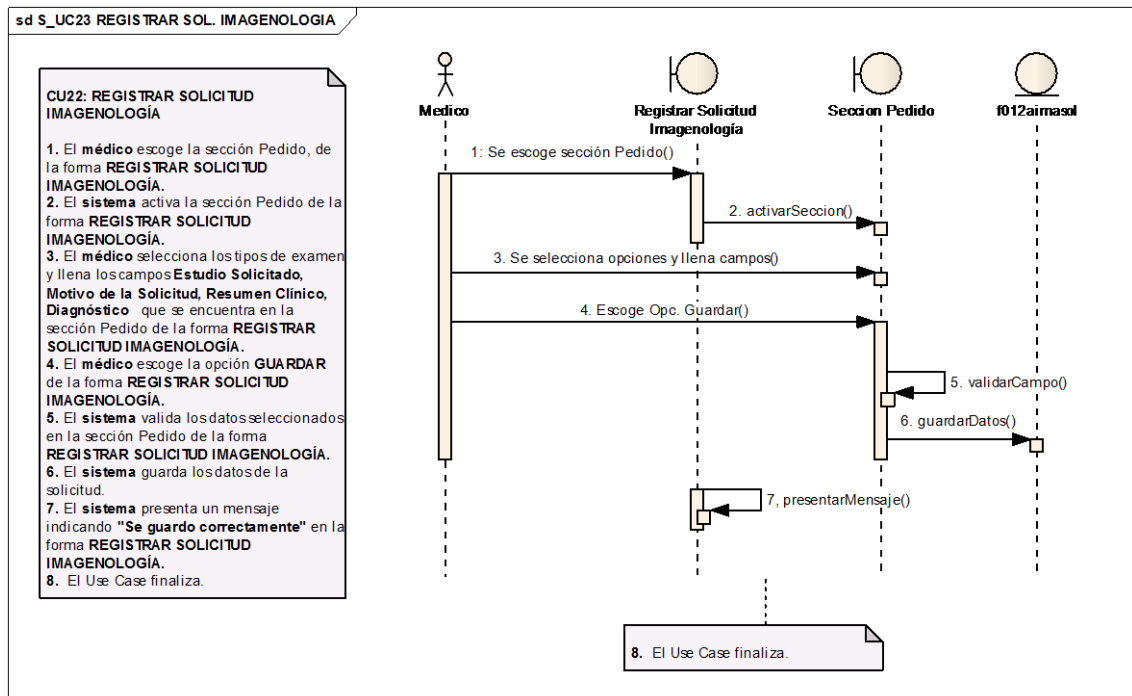 sd S_UC23 REGISTRAR SOL. IMAGENOLOGIA
CU22: REGISTRAR SOLICITUD
IMAGENOLOGÍA
1. El médico escoge la sección Pedido, de
la forma REGISTRAR SOLICITUD
IMAGENOLOGÍA.
2. El sistema activa la sección Pedido de la
forma REGISTRAR SOLICITUD
IMAGENOLOGÍA.
3. El médico selecciona los tipos de examen
y llena los campos Estudio Solicitado,
Motivo de la Solicitud, Resumen Clínico,
Diagnóstico que se encuentra en la
sección Pedido de la forma REGISTRAR
SOLICITUD IMAGENOLOGÍA.
4. El médico escoge la opción GUARDAR
de la forma REGISTRAR SOLICITUD
IMAGENOLOGÍA.
5. El sistema valida los datos seleccionados
en la sección Pedido de la forma
REGISTRAR SOLICITUD IMAGENOLOGÍA.
6. El sistema guarda los datos de la
solicitud.
7. El sistema presenta un mensaje
indicando "Se guardo correctamente" en la
forma REGISTRAR SOLICITUD
IMAGENOLOGÍA.
8. El Use Case finaliza.
Medico
Registrar Solicitud
Imagenología
Seccion Pedido
f012aimasol
1: Se escoge sección Pedido()
2. activarSeccion()
3. Se selecciona opciones y llena campos()
4. Escoge Opc. Guardar()
5. validarCampo()
6. guardarDatos()
7, presentarMensaje()
8. El Use Case finaliza.